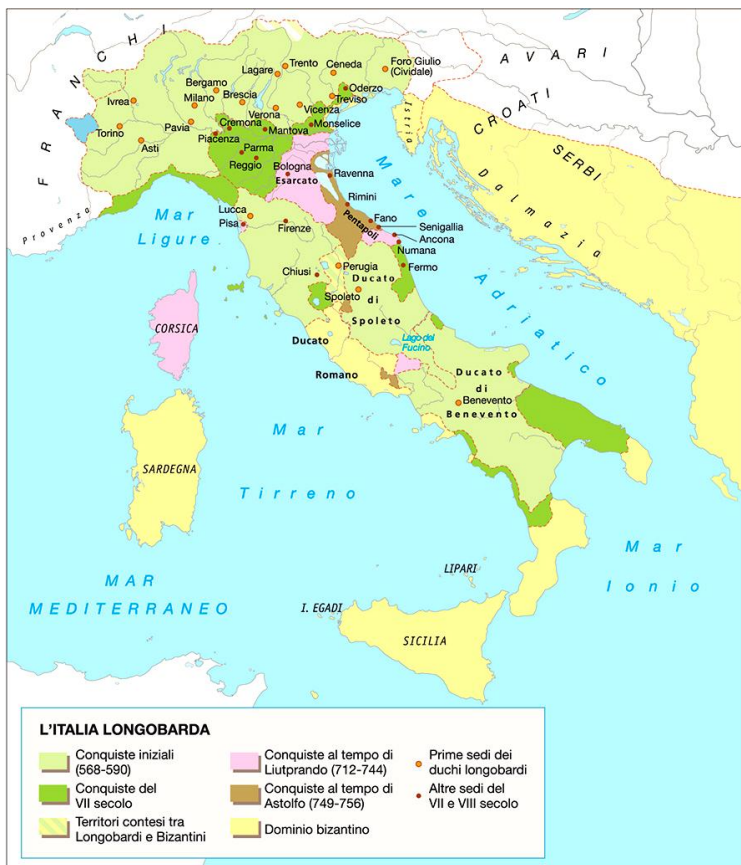 FRANCHI
AVARI
CROATI
SERBI
Dalmazia
Istria
Provenza
Trento
Ceneda
Foro Giulio
(Cividale)
Lagare
Bergamo
Oderzo
Ivrea
Milano
Brescia
Treviso
Verona
Vicenza
Torino
Pavia
Cremona
Mantova
Monselice
Piacenza
Asti
Parma
Reggio
Bologna
Esarcato
Ravenna
Rimini
Pentapoli
Fano
Senigallia
Ancona
Numana
Fermo
Mar
Ligure
Lucca
Pisa
Firenze
Mare
Adriatico
Chiusi
Perugia
Ducato
di
Spoleto
Spoleto
CORSICA
Ducato
Romano
Lago del
Fucino
Ducato
di
Benevento
Benevento
Mar
Tirreno
SARDEGNA
Mar
Ionio
LIPARI
MAR
MEDITERRANEO
I. EGADI
SICILIA
L'ITALIA LONGOBARDA
Conquiste iniziali
(568-590)
Conquiste del
VII secolo
Territori contesi tra
Longobardi e Bizantini
Conquiste al tempo di
Liutprando (712-744)
Conquiste al tempo di
Astolfo (749-756)
Dominio bizantino
Prime sedi dei
duchi longobardi
Altre sedi del
VII e VIII secolo